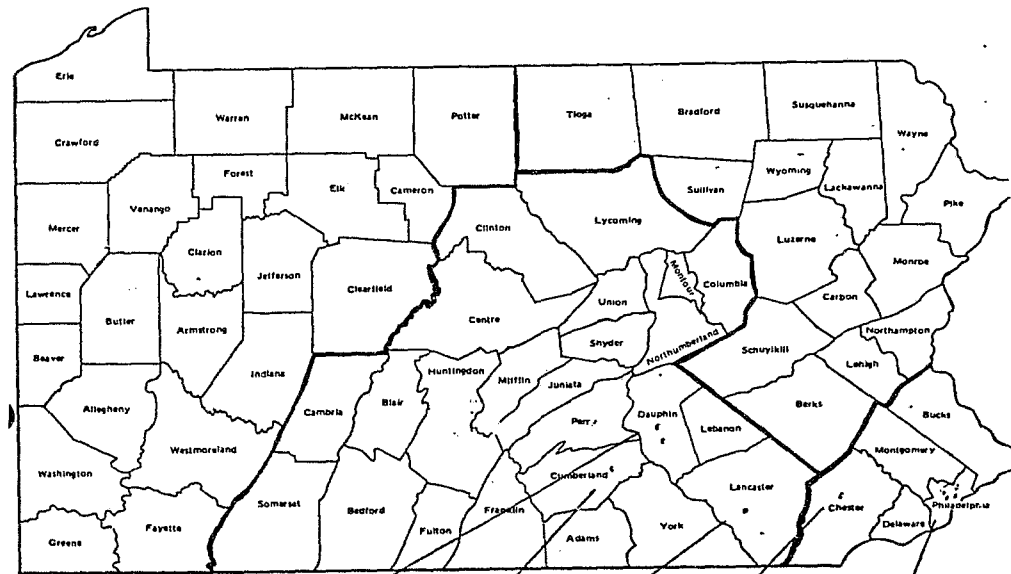 Erie
Warren
McKean
Potter
Tioga
Bradford
Susquehanna
Wayne
Crawford
Forest
Elk
Cameron
Sullivan
Wyoming
Lackawanna
Pike
Venango
Mercer
Clarion
Clinton
Lycoming
Luzerne
Monroe
Jefferson
Clearfield
Montour
Columbia
Lawrence
Butler
Armstrong
Centre
Union
Carbon
Northampton
Beaver
Indiana
Snyder
Northumberland
Schuylkill
Lehigh
Huntingdon
Mifflin
Juniata
Allegheny
Cambria
Blair
Perry
Dauphin
Lebanon
Berks
Bucks
Westmoreland
Montgomery
Washington
Cumberland
Lancaster
Somerset
Bedford
Fulton
Franklin
Adams
York
Chester
Delaware
Philadelphia
Greene
Fayette